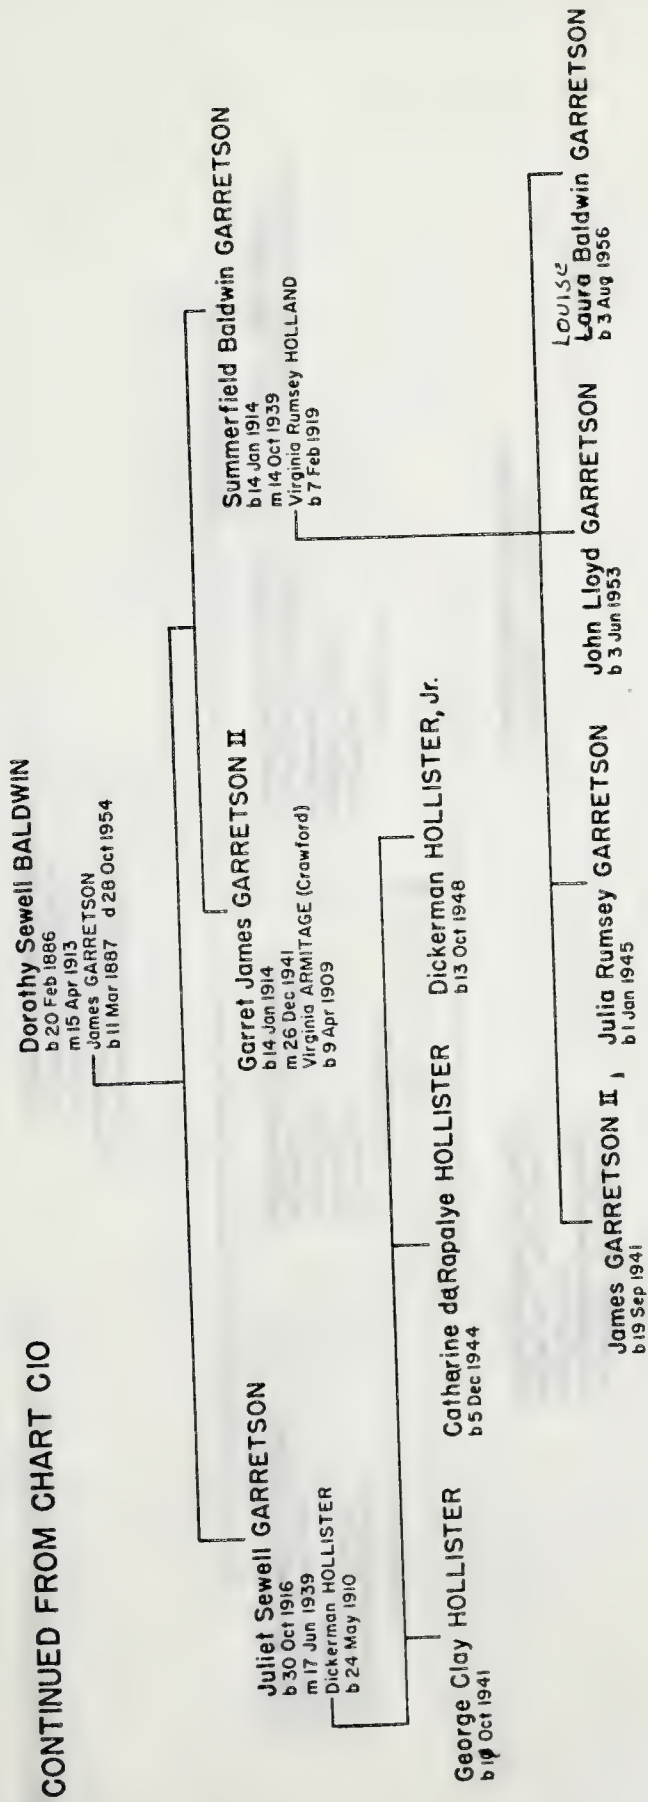 CONTINUED FROM CHART C10
Dorothy Sewell BALDWIN
b 20 Feb 1886
m 15 Apr 1913
James GARRETSON
b 11 Mar 1887 d 28 Oct 1954
Juliet Sewell GARRETSON
b 30 Oct 1916
m 17 Jun 1939
Dickerman HOLLISTER
b 24 May 1910
Garret James GARRETSON II
b 14 Jan 1914
m 26 Dec 1941
Virginia ARMITAGE (Crawford)
b 9 Apr 1909
Summerfield Baldwin GARRETSON
b 14 Jan 1914
m 14 Oct 1939
Virginia Rumsey HOLLAND
b 7 Feb 1919
George Clay HOLLISTER
b Oct 1941
Catharine deRapalye HOLLISTER
b 5 Dec 1944
Dickerman HOLLISTER, Jr.
b 13 Oct 1948
James GARRETSON II,
b 19 Sep 1941
Julia Rumsey GARRETSON
b 1 Jan 1945
John Lloyd GARRETSON
b 3 Jun 1953
Louise
Laura Baldwin GARRETSON
b 3 Aug 1956